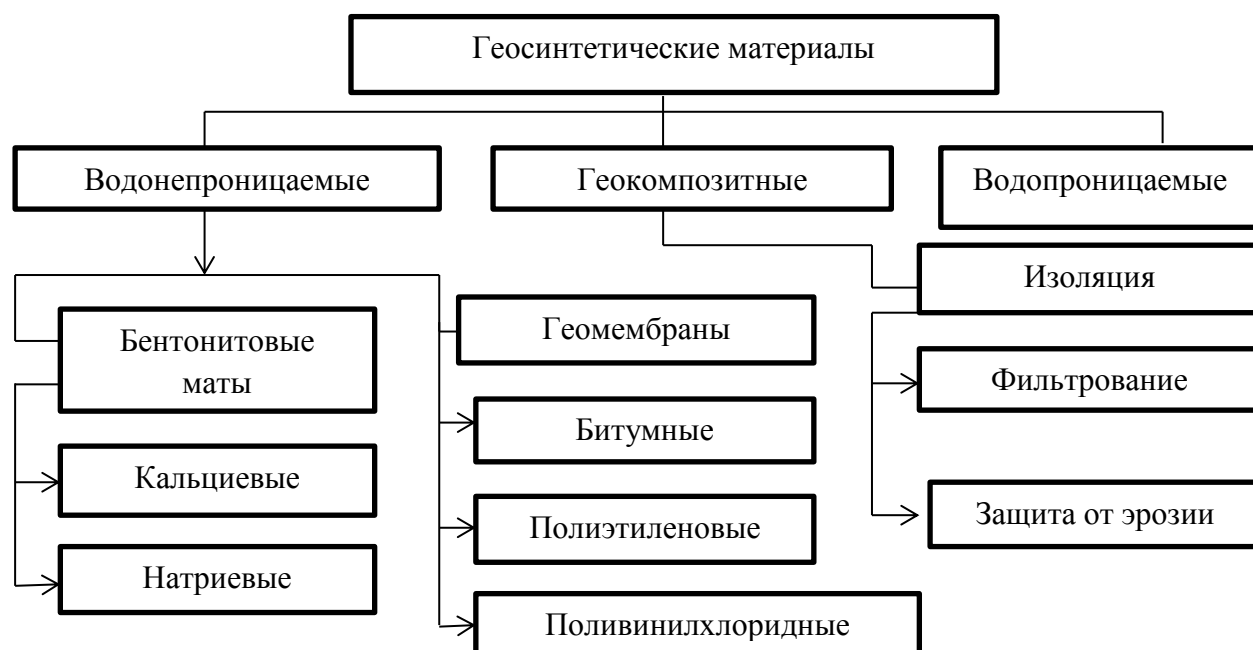 Геосинтетические материалы
Водонепроницаемые
Геокомпозитные
Водопроницаемые
Изоляция
Бентонитовые
маты
Геомембраны
Фильтрование
Битумные
Кальциевые
Защита от эрозии
Полиэтиленовые
Натриевые
Поливинилхлоридные